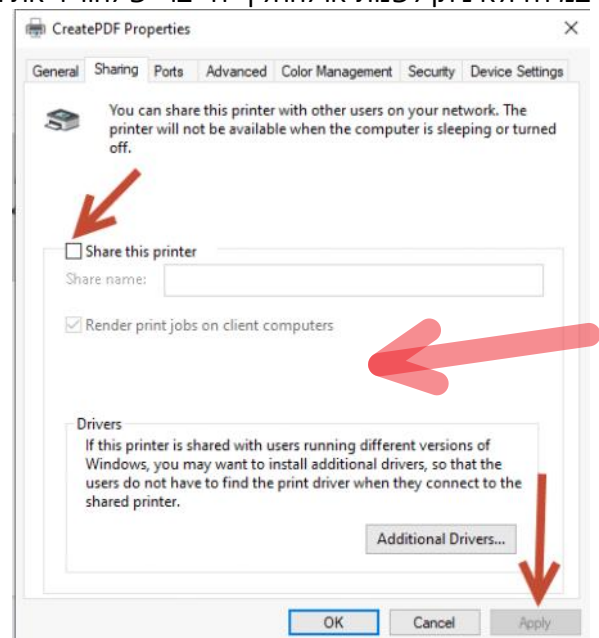 CreatePDF Properties
General Sharing Ports Advanced Color Management Security Device Settings
You can share this printer with other users on your network. The
printer will not be available when the computer is sleeping or turned
off.
Share this printer
Share name:
Render print jobs on client computers
Drivers
If this printer is shared with users running different versions of
Windows, you may want to install additional drivers, so that the
users do not have to find the print driver when they connect to the
shared printer.
Additional Drivers...
OK Cancel Apply